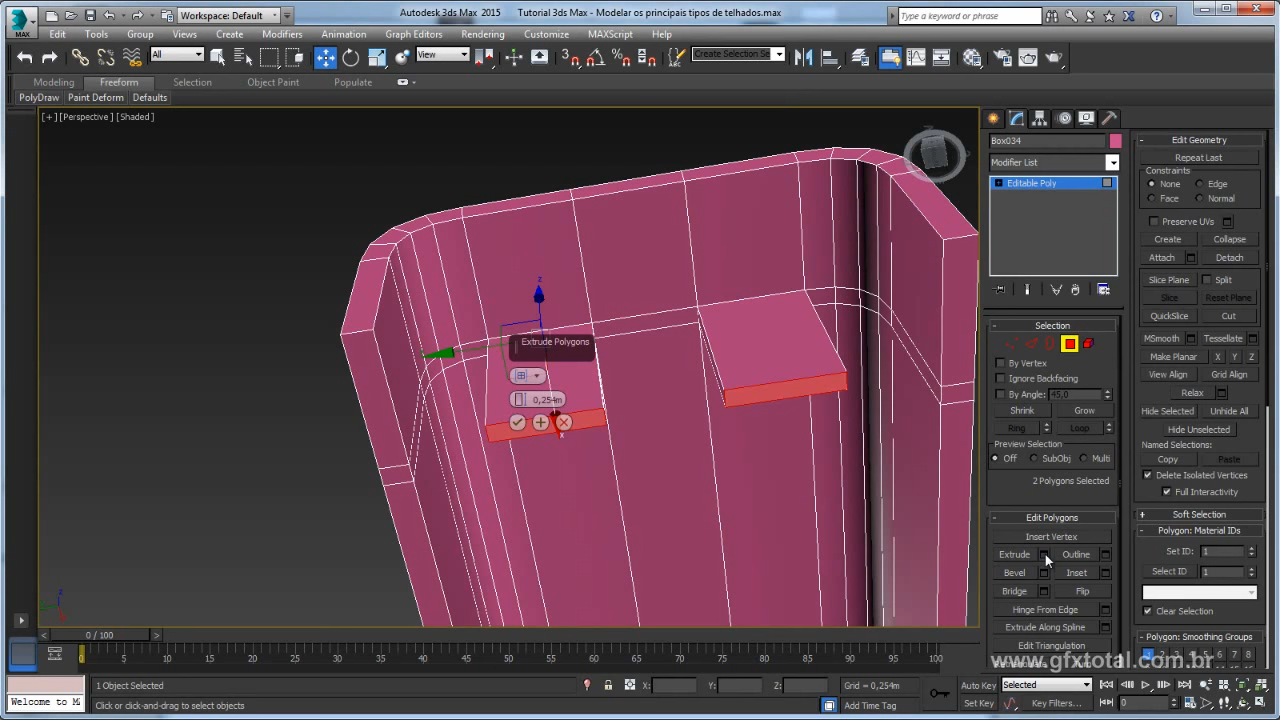 MAX
Workspace: Default
Autodesk 3ds Max 2015
Tutorial 3ds Max - Modelar os principais tipos de telhados.max
Type a keyword or phrase
Edit Tools Group Views Create Modifiers Animation Graph Editors Rendering Customize MAXScript Help
All
View
Create Selection Se
Modeling Freeform Selection Object Paint Populate
PolyDraw Paint Deform Defaults
[+] [Perspective] [Shaded]
z
Extrude Polygons
0,254m
x
Box034
Modifier List
Editable Poly
Selection
By Vertex
Ignore Backfacing
By Angle: 45,0
Shrink Grow
Ring Loop
Preview Selection
Off SubObj Multi
2 Polygons Selected
Edit Polygons
Insert Vertex
Extrude Outline
Bevel Inset
Bridge Flip
Hinge From Edge
Extrude Along Spline
Edit Triangulation
Edit Geometry
Repeat Last
Constraints
None Edge
Face Normal
Preserve UVs
Create Collapse
Attach Detach
Slice Plane Split
Slice Reset Plane
QuickSlice Cut
MSmooth Tessellate
Make Planar X Y Z
View Align Grid Align
Relax
Hide Selected Unhide All
Hide Unselected
Named Selections:
Copy Paste
Delete Isolated Vertices
Full Interactivity
Soft Selection
Polygon: Material IDs
Set ID: 1
Select ID 1
Clear Selection
Polygon: Smoothing Groups
1 2 3 4 5 6 7 8
www.gfxtotal.com.br
0 / 100
0 5 10 15 20 25 30 35 40 45 50 55 60 65 70 75 80 85 90 95 100
1 Object Selected
X: Y: Z:
Grid = 0,254m
Auto Key Selected
Welcome to M
Click or click-and-drag to select objects
Add Time Tag
Set Key Key Filters...
0